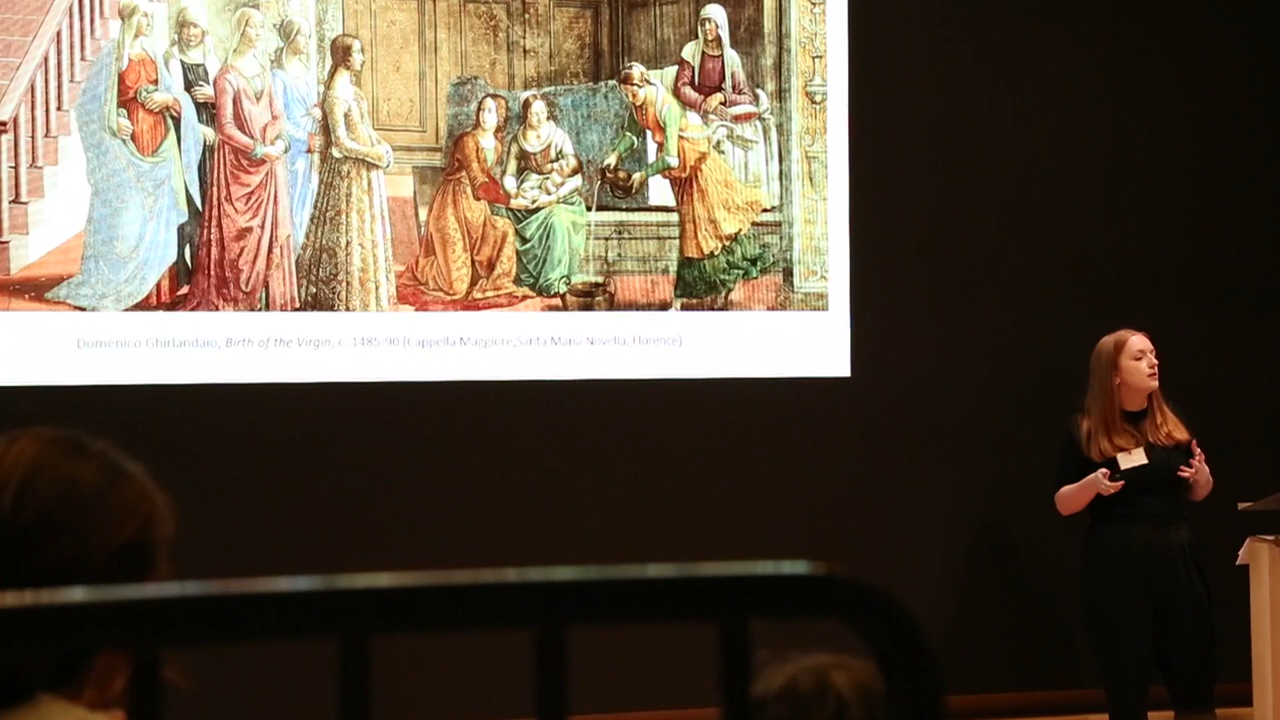 Domenico Ghirlandaio, Birth of the Virgin, c. 1485-90 (Cappella Maggiore,Santa Maria Novella, Florence)